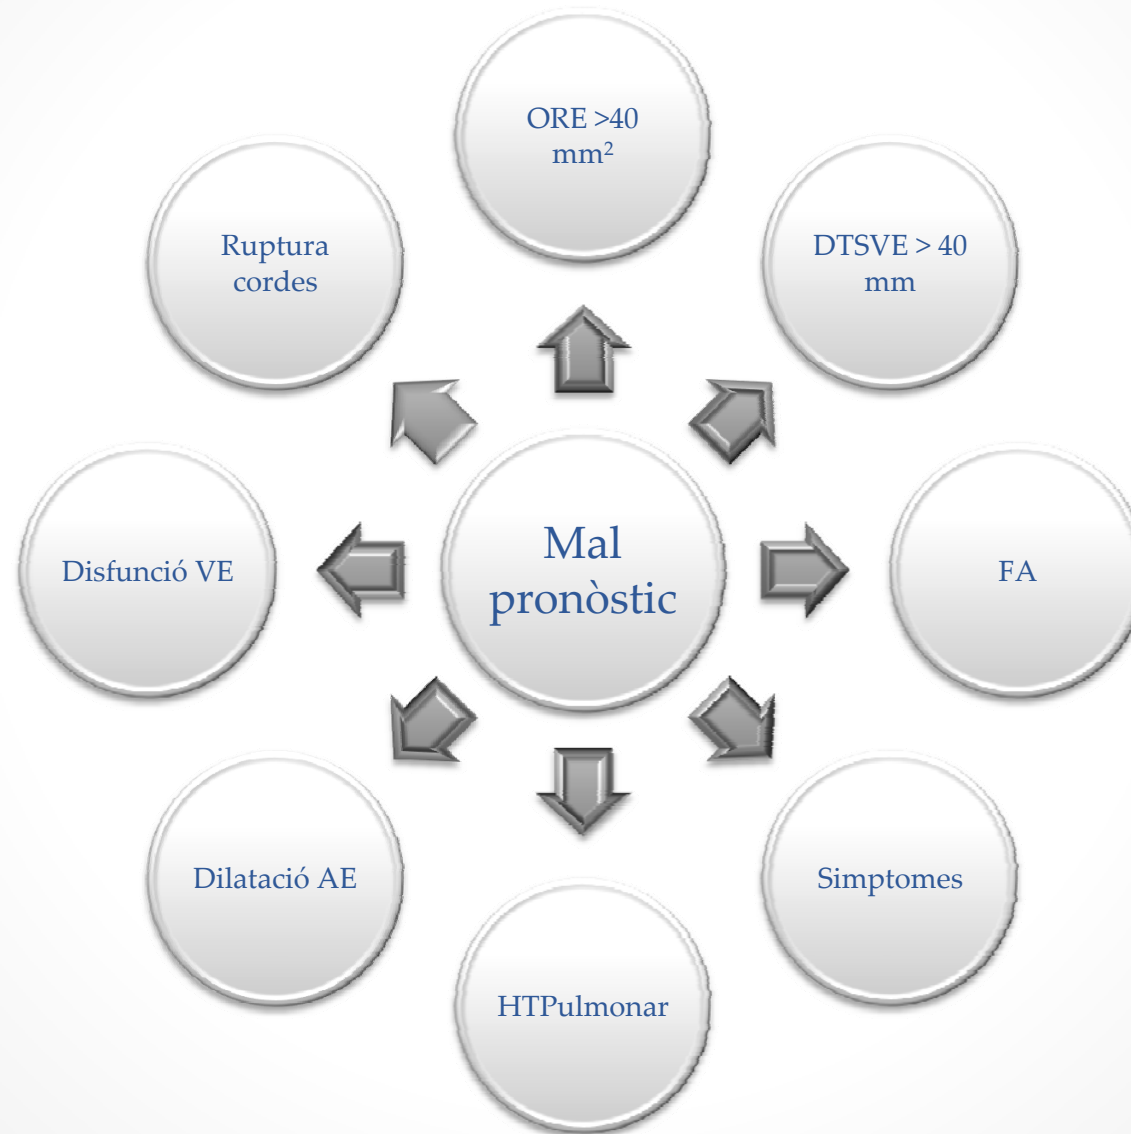 ORE >40
mm²
Ruptura
cordes
DTSVE > 40
mm
Mal
pronòstic
Disfunció VE
FA
Dilatació AE
Simptomes
HTPulmonar